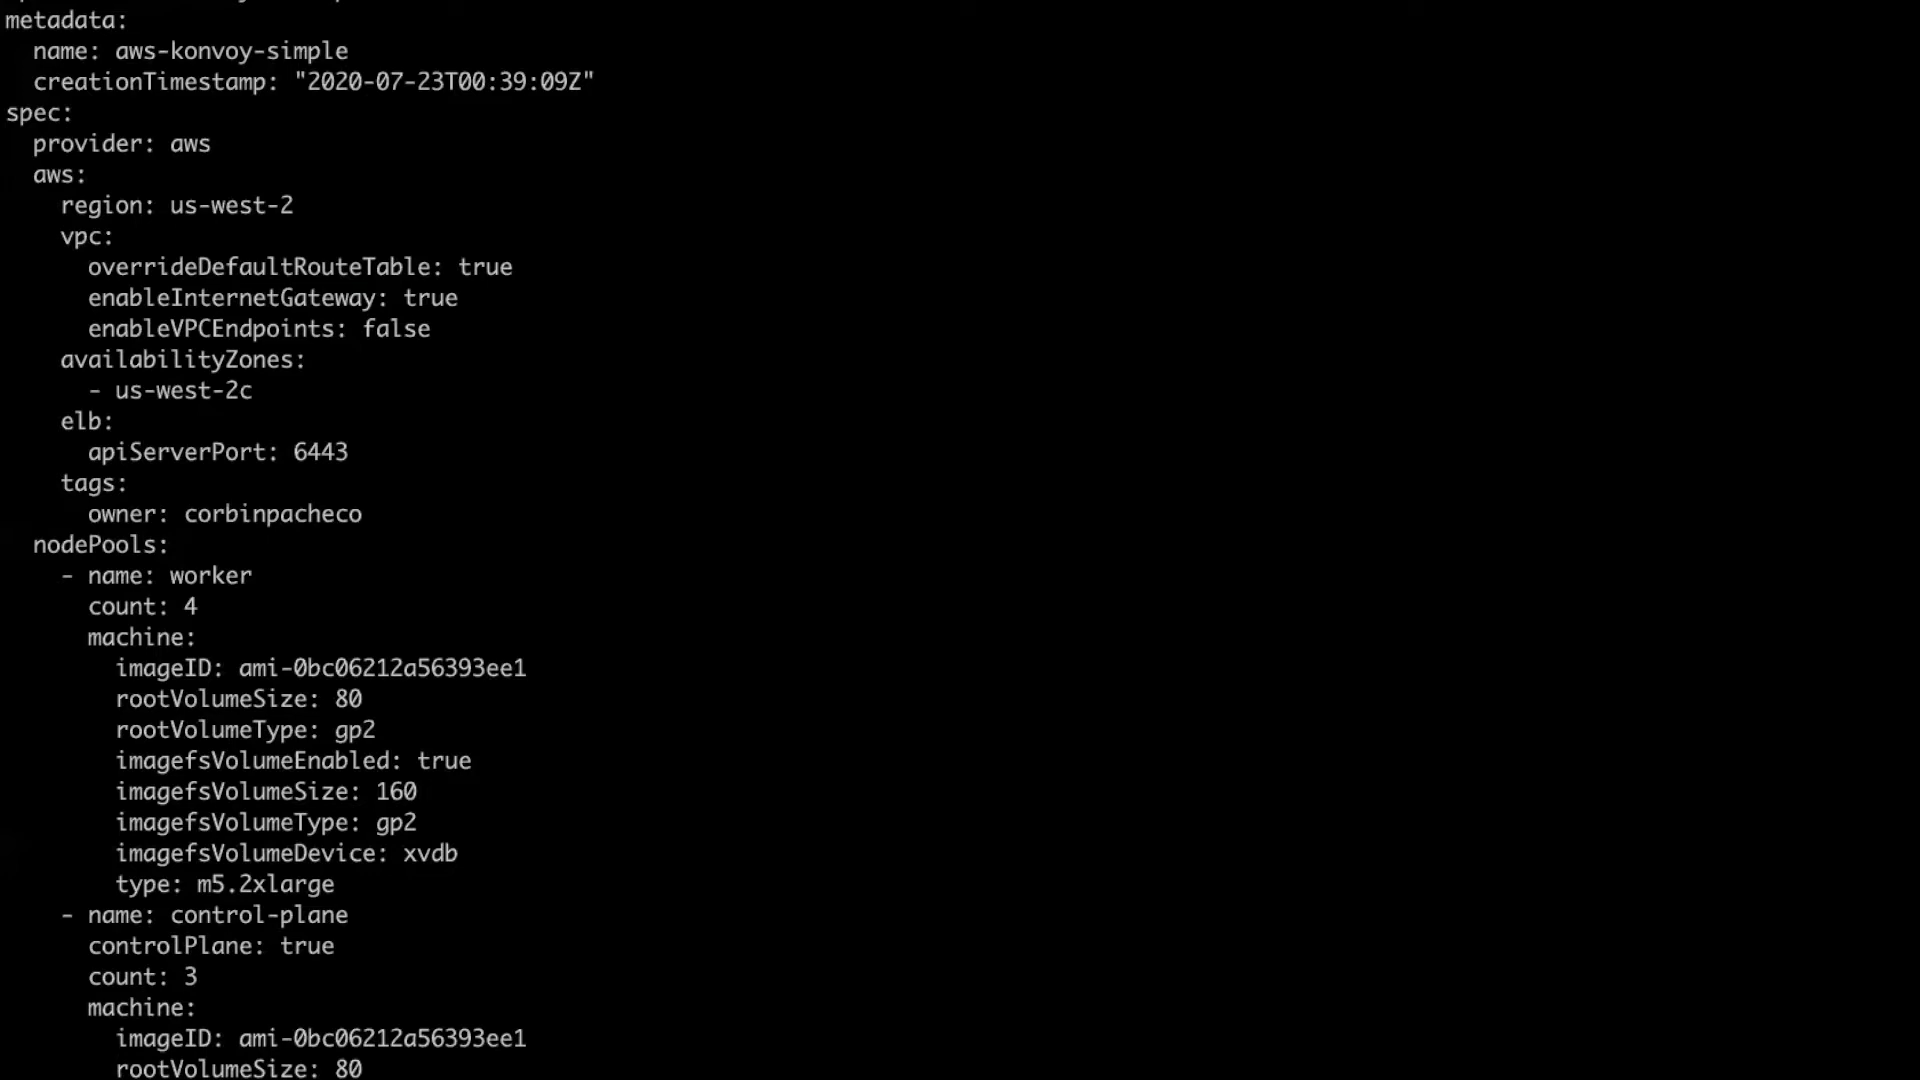 metadata:
  name: aws-konvoy-simple
  creationTimestamp: "2020-07-23T00:39:09Z"
spec:
  provider: aws
  aws:
    region: us-west-2
    vpc:
      overrideDefaultRouteTable: true
      enableInternetGateway: true
      enableVPCEndpoints: false
    availabilityZones:
      - us-west-2c
    elb:
      apiServerPort: 6443
    tags:
      owner: corbinpacheco
  nodePools:
    - name: worker
      count: 4
      machine:
        imageID: ami-0bc06212a56393ee1
        rootVolumeSize: 80
        rootVolumeType: gp2
        imagefsVolumeEnabled: true
        imagefsVolumeSize: 160
        imagefsVolumeType: gp2
        imagefsVolumeDevice: xvdb
        type: m5.2xlarge
    - name: control-plane
      controlPlane: true
      count: 3
      machine:
        imageID: ami-0bc06212a56393ee1
        rootVolumeSize: 80